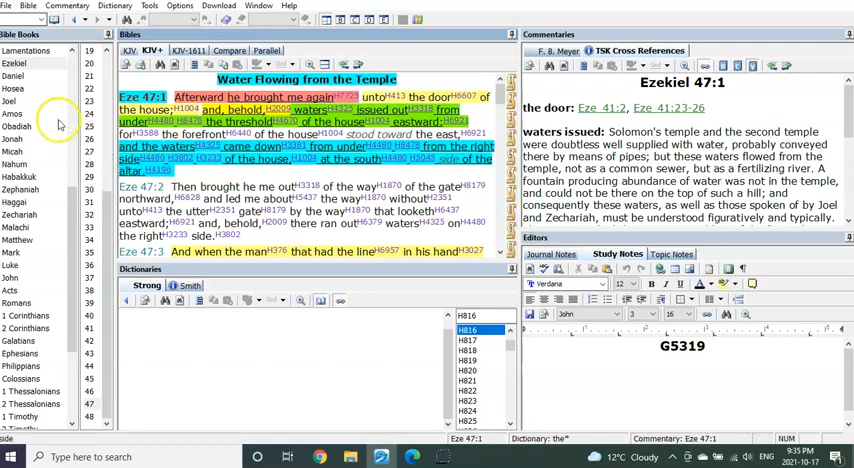 File Bible Commentary Dictionary Tools Options Download Window Help
B C D E
Bible Books
Lamentations
Ezekiel
Daniel
Hosea
Joel
Amos
Obadiah
Jonah
Micah
Nahum
Habakkuk
Zephaniah
Haggai
Zechariah
Malachi
Matthew
Mark
Luke
John
Acts
Romans
1 Corinthians
2 Corinthians
Galatians
Ephesians
Philippians
Colossians
1 Thessalonians
2 Thessalonians
1 Timothy
19
20
21
22
23
24
25
26
27
28
29
30
31
32
33
34
35
36
37
38
39
40
41
42
43
44
45
46
47
48
Bibles
KJV KJV+ KJV-1611 Compare Parallel
Water Flowing from the Temple
Eze 47:1 Afterward he brought me again H7725 unto H413 the door H6607 of
the house; H1004 and, behold, H2009 waters H4325 issued out H3318 from
under H4480 H8478 the threshold H4670 of the house H1004 eastward: H6921
for H3588 the forefront H6440 of the house H1004 stood toward the east, H6921
and the waters H4325 came down H3381 from under H4480 H8478 from the right
side H4480 H3802 H3233 of the house, H1004 at the south H4480 H5045 side of the
altar. H4196
Eze 47:2 Then brought he me out H3318 of the way H1870 of the gate H8179
northward, H6828 and led me about H5437 the way H1870 without H2351
unto the utter H2351 gate H8179 by the way H1870 that looketh H6437
eastward; H6921 and, behold, H2009 there ran out H6379 waters H4325 on H4480
the right H3233 side. H3802
Eze 47:3 And when the man H376 that had the line H6957 in his hand H3027
Dictionaries
Strong Smith
H816
H816
H817
H818
H819
H820
H821
H822
H823
H824
H825
Commentaries
F. B. Meyer TSK Cross References
Ezekiel 47:1
the door: Eze 41:2, Eze 41:23-26
waters issued: Solomon's temple and the second temple
were doubtless well supplied with water, probably conveyed
there by means of pipes; but these waters flowed from the
temple, not as a common sewer, but as a fertilizing river. A
fountain producing abundance of water was not in the temple,
and could not be there on the top of such a hill; and
consequently these waters, as well as those spoken of by Joel
and Zechariah, must be understood figuratively and typically.
Editors
Journal Notes Study Notes Topic Notes
Verdana 12 B I U A
John 3 16
1 2 3 4 5
G5319
Eze 47:1 Dictionary: the* Commentary: Eze 47:1 NUM
Type here to search
12°C Cloudy ENG
9:35 PM
2021-10-17